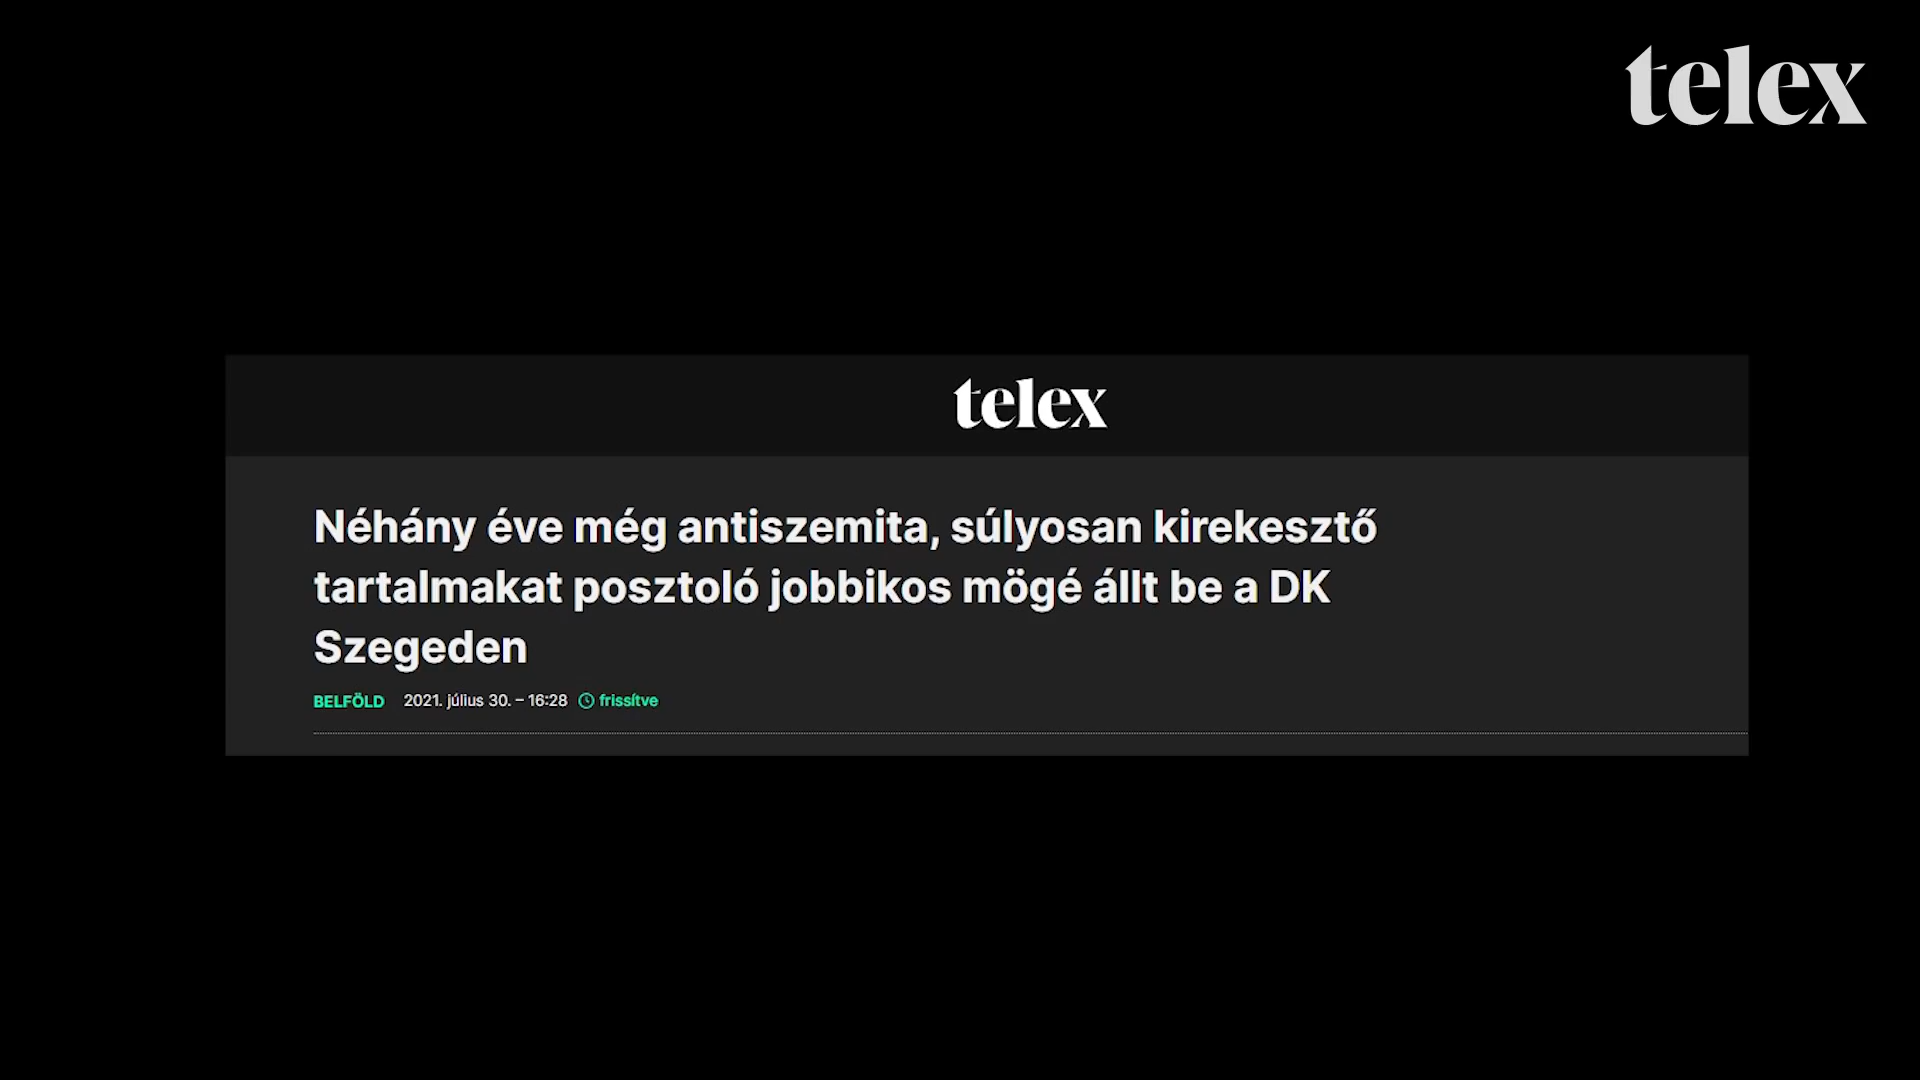 telex
telex
Néhány éve még antiszemita, súlyosan kirekesztő
tartalmakat posztoló jobbikos mögé állt be a DK
Szegeden
BELFÖLD 2021. július 30. – 16:28 frissítve